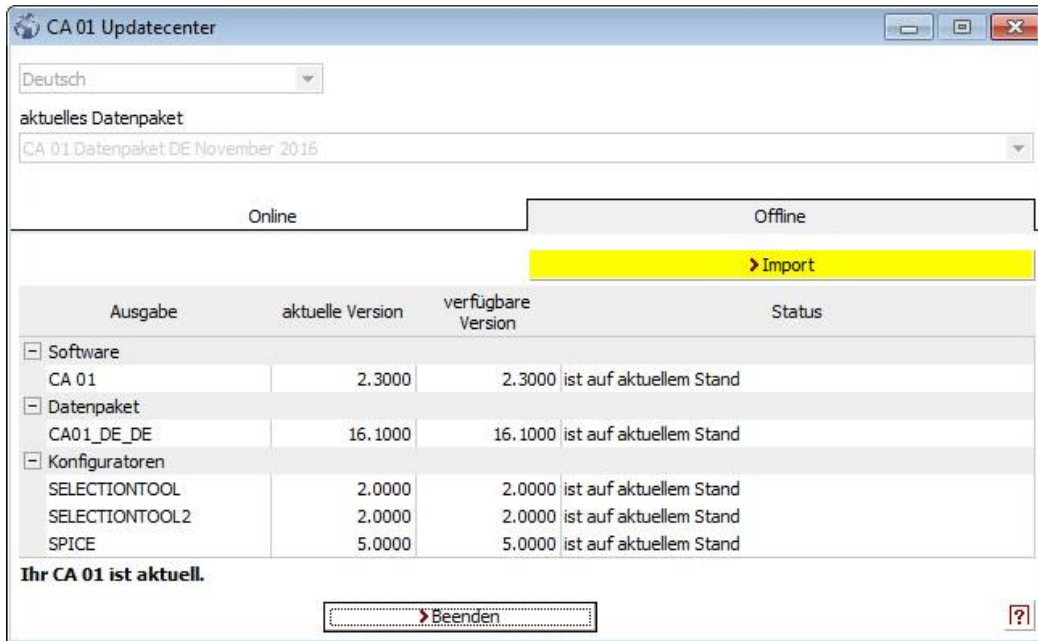 CA 01 Updatecenter
Deutsch
aktuelles Datenpaket
CA 01 Datenpaket DE November 2016
Online Offline
Import
Ausgabe aktuelle Version verfügbare Version Status
Software
CA 01 2.3000 2.3000 ist auf aktuellem Stand
Datenpaket
CA01_DE_DE 16.1000 16.1000 ist auf aktuellem Stand
Konfiguratoren
SELECTIONTOOL 2.0000 2.0000 ist auf aktuellem Stand
SELECTIONTOOL2 2.0000 2.0000 ist auf aktuellem Stand
SPICE 5.0000 5.0000 ist auf aktuellem Stand
Ihr CA 01 ist aktuell.
Beenden ?